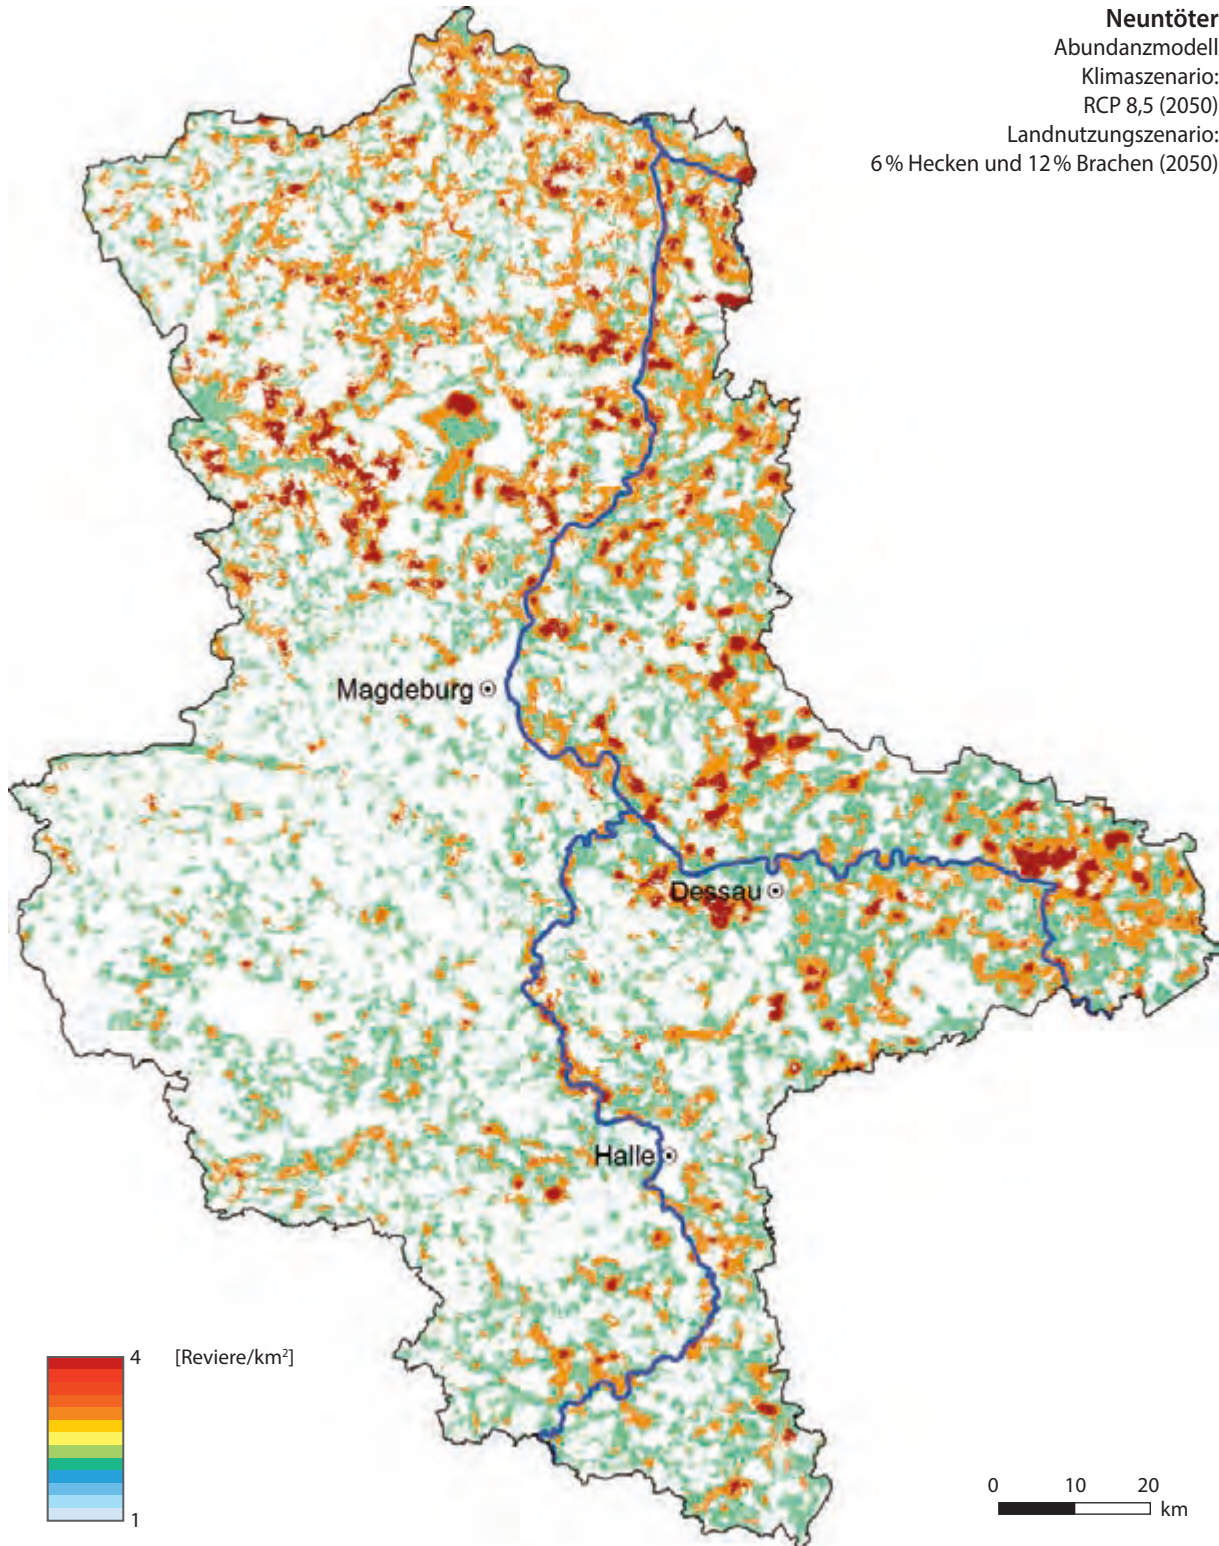 Neuntöter
Abundanzmodell
Klimaszenario:
RCP 8,5 (2050)
Landnutzungszenario:
6 % Hecken und 12 % Brachen (2050)
Magdeburg
Dessau
Halle
4 [Reviere/km²]
1
0 10 20
km